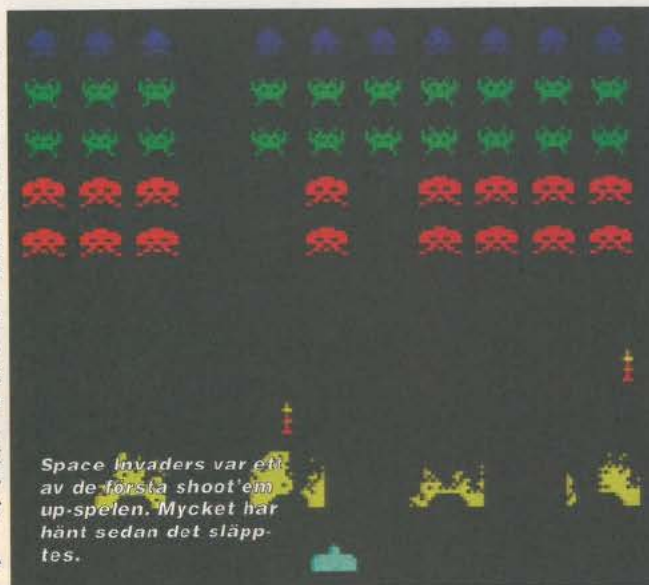 Space Invaders var ett
av de första shoot'em
up-spelen. Mycket har
hänt sedan det släpp-
tes.